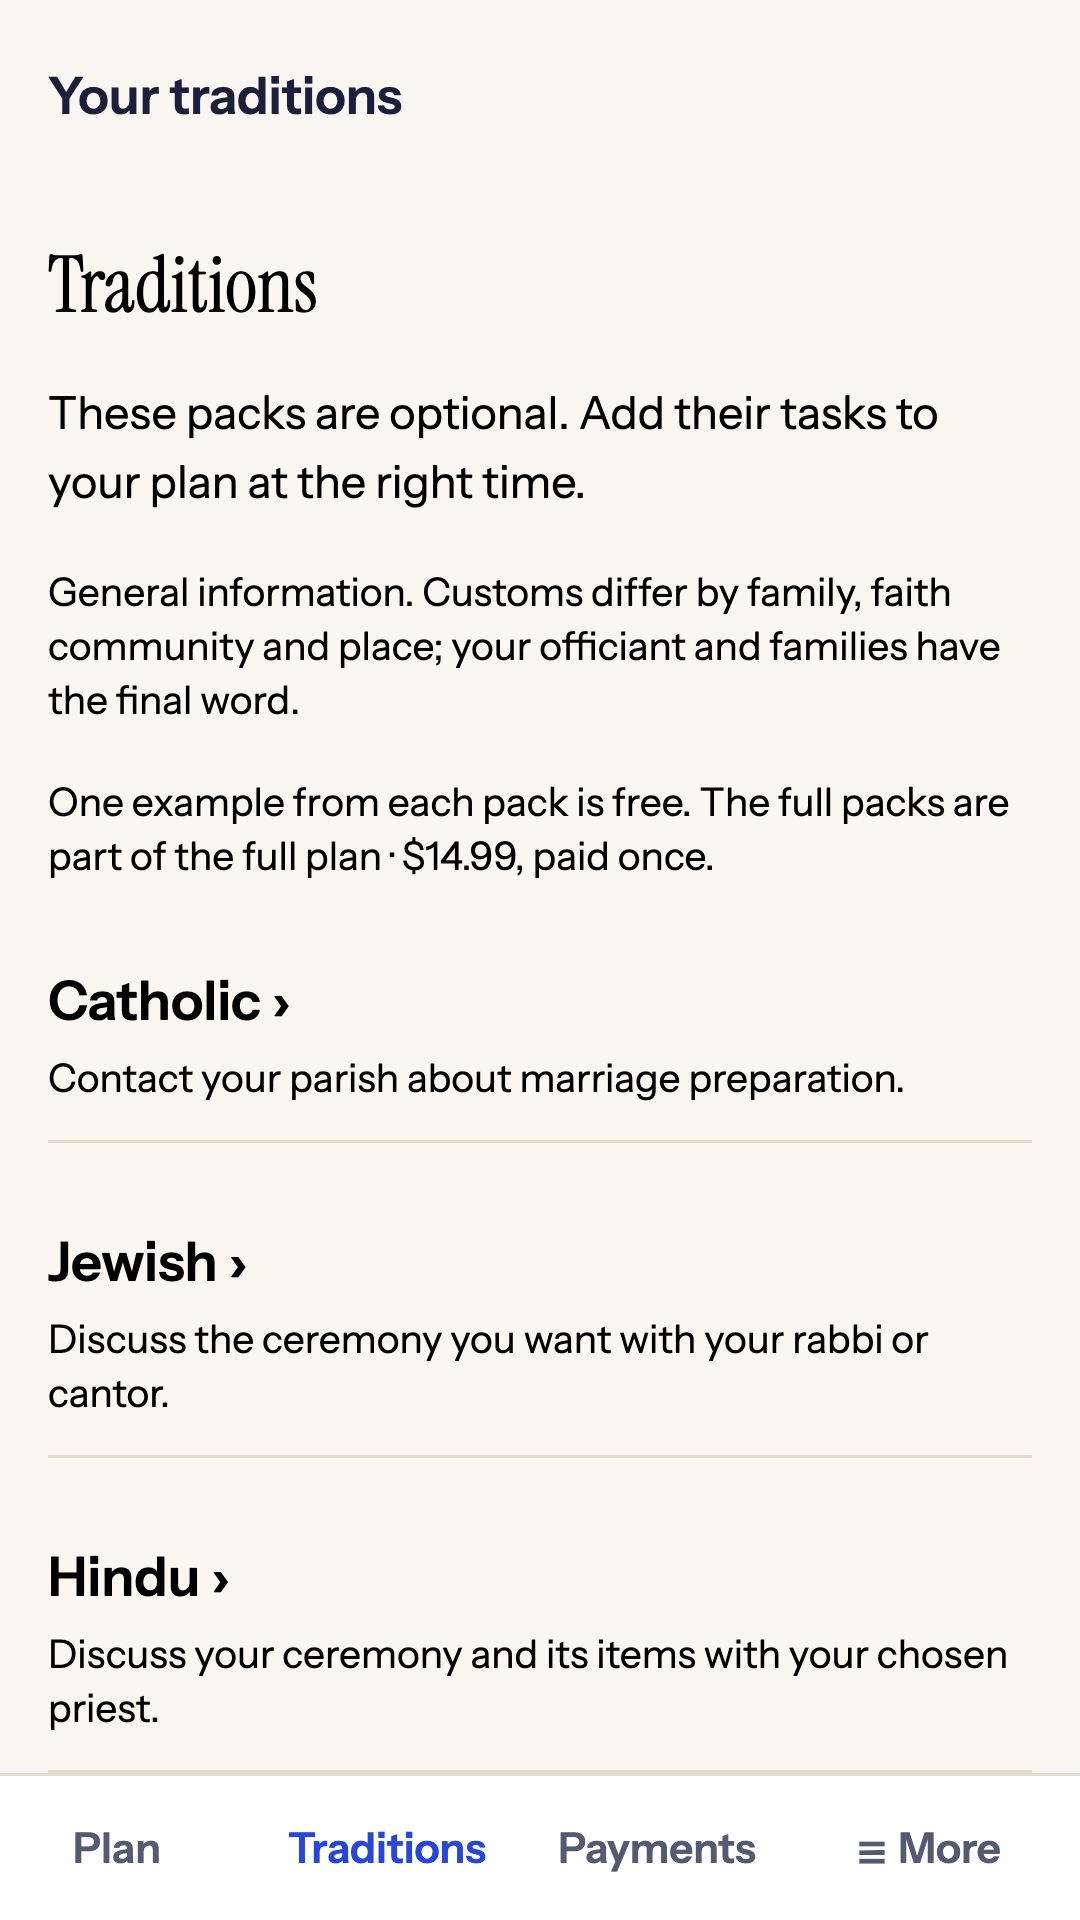 Your traditions
Traditions
These packs are optional. Add their tasks to
your plan at the right time.
General information. Customs differ by family, faith
community and place; your officiant and families have
the final word.
One example from each pack is free. The full packs are
part of the full plan · $14.99, paid once.
Catholic ›
Contact your parish about marriage preparation.
Jewish ›
Discuss the ceremony you want with your rabbi or
cantor.
Hindu ›
Discuss your ceremony and its items with your chosen
priest.
Plan Traditions Payments ≡ More